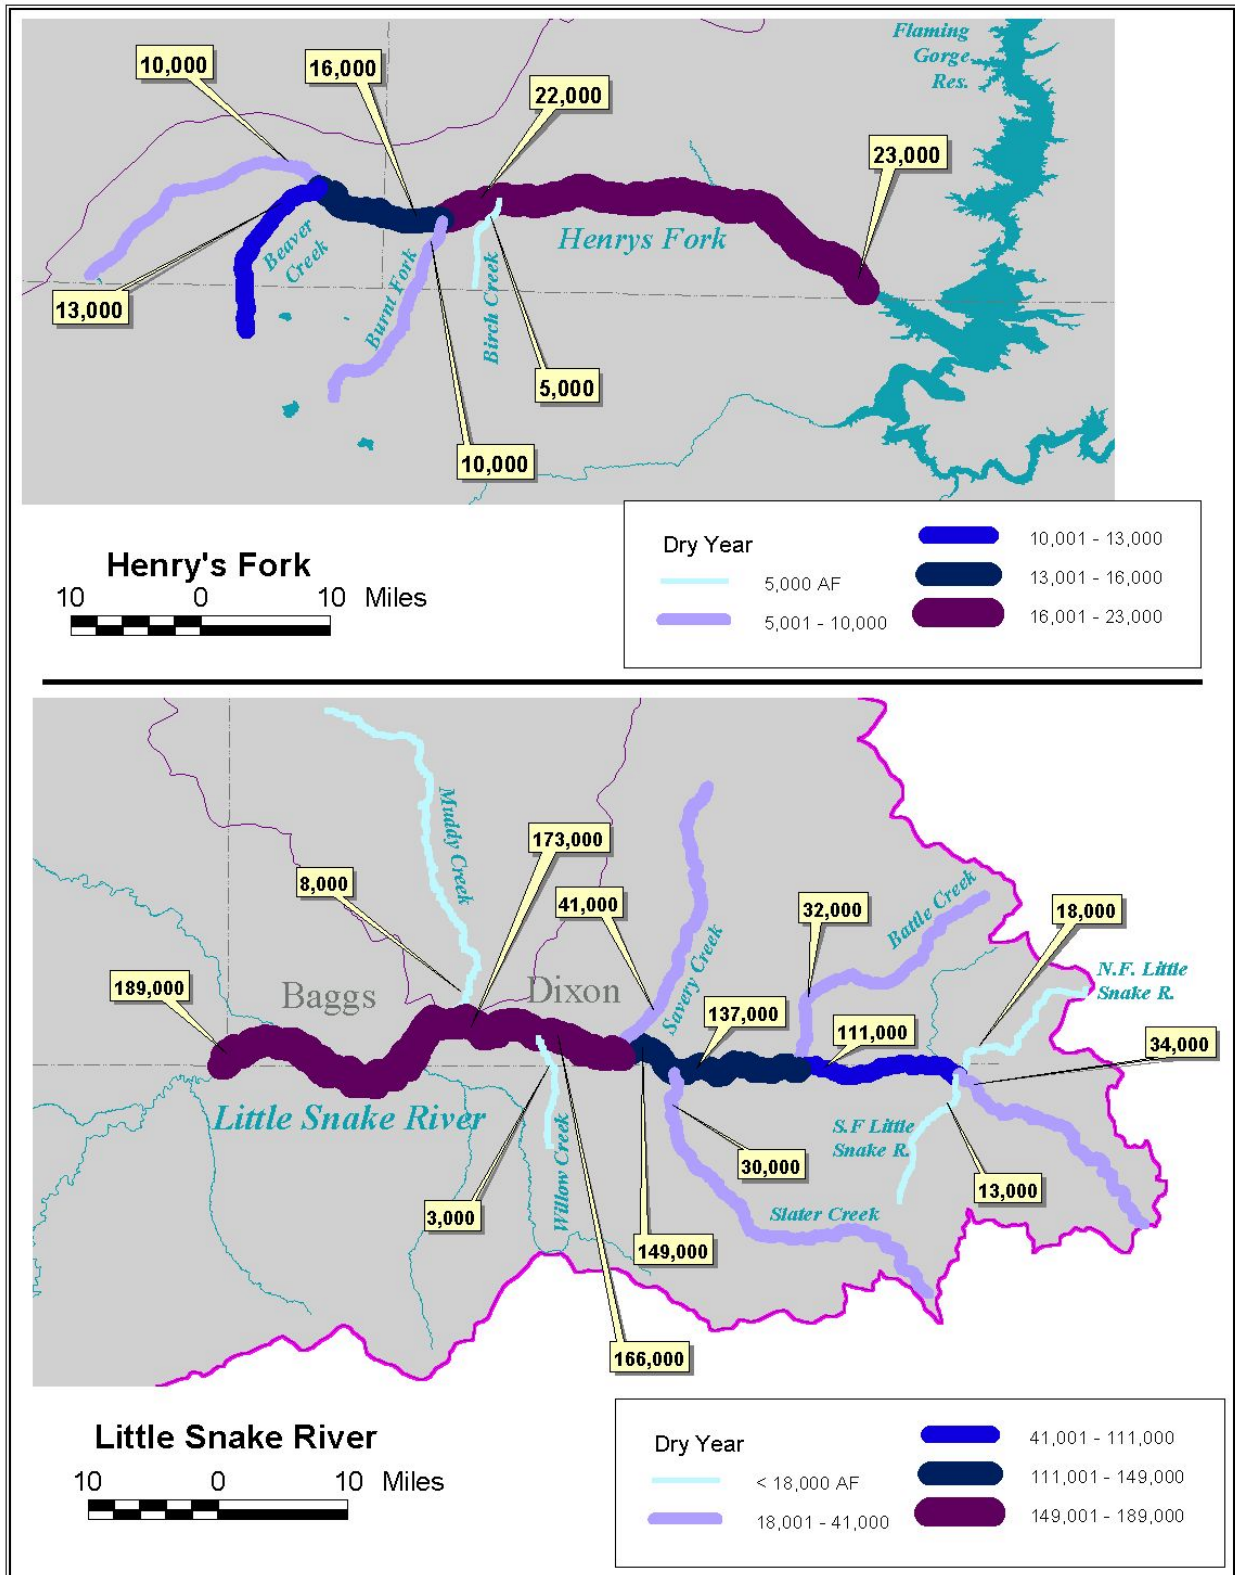 Flaming
Gorge
Res.
10,000
16,000
22,000
23,000
Beaver
Creek
13,000
Burnt Fork
Birch Creek
Henrys Fork
5,000
10,000
Henry's Fork
10 0 10 Miles
Dry Year
5,000 AF
5,001 - 10,000
10,001 - 13,000
13,001 - 16,000
16,001 - 23,000
Muddy Creek
173,000
8,000
41,000
32,000
Battle Creek
18,000
N.F. Little
Snake R.
189,000
Baggs
Dixon
Savery Creek
137,000
111,000
34,000
Little Snake River
S.F Little
Snake R.
30,000
13,000
3,000
Willow Creek
Slater Creek
149,000
166,000
Little Snake River
10 0 10 Miles
Dry Year
< 18,000 AF
18,001 - 41,000
41,001 - 111,000
111,001 - 149,000
149,001 - 189,000